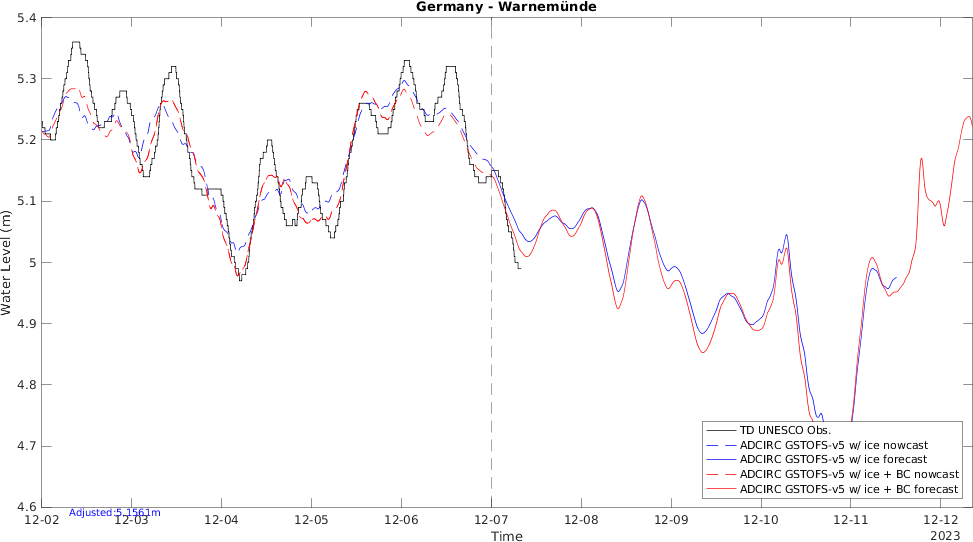 Germany - Warnemünde
5.4
5.3
5.2
5.1
5
4.9
4.8
4.7
4.6
Water Level (m)
TD UNESCO Obs.
ADCIRC GSTOFS-v5 w/ ice nowcast
ADCIRC GSTOFS-v5 w/ ice forecast
ADCIRC GSTOFS-v5 w/ ice + BC nowcast
ADCIRC GSTOFS-v5 w/ ice + BC forecast
Adjusted:5.1561m
12-02 12-03 12-04 12-05 12-06 12-07 12-08 12-09 12-10 12-11 12-12
Time
2023